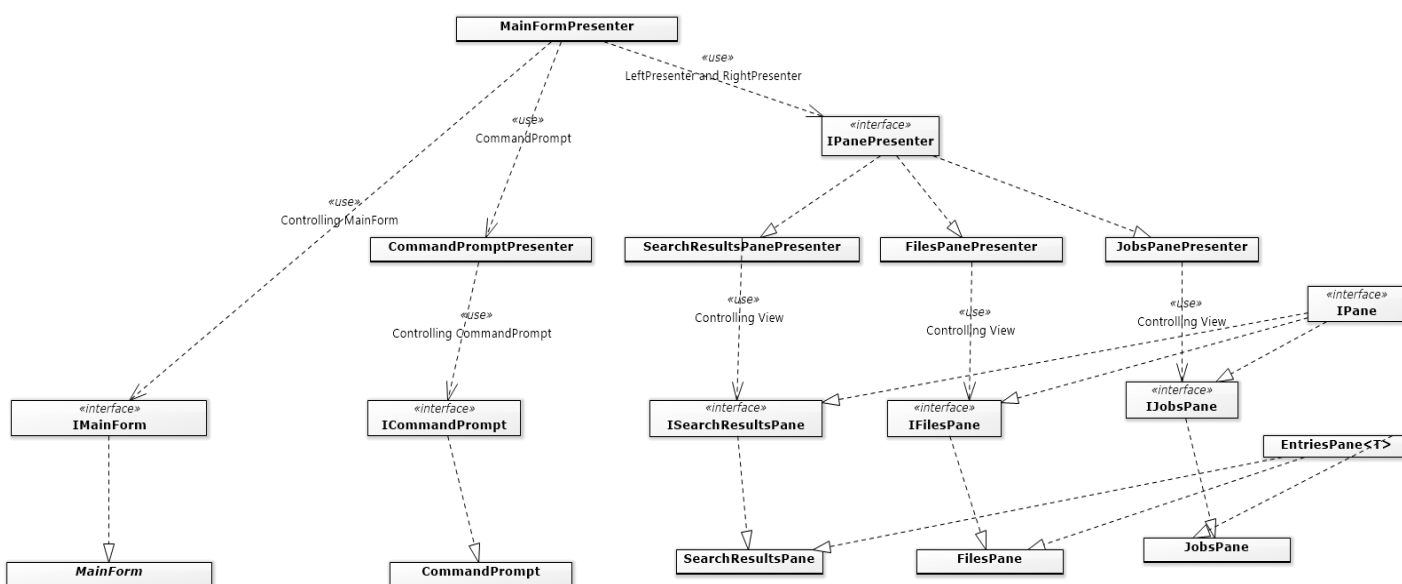 MainFormPresenter
«use»
LeftPresenter and RightPresenter
«use»
CommandPrompt
«interface»
IPanePresenter
«use»
Controlling MainForm
CommandPromptPresenter
SearchResultsPanePresenter
FilesPanePresenter
JobsPanePresenter
«use»
Controlling CommandPrompt
«use»
Controlling View
«use»
Controlling View
«use»
Controlling View
«interface»
IPane
«interface»
IMainForm
«interface»
ICommandPrompt
«interface»
ISearchResultsPane
«interface»
IFilesPane
«interface»
IJobsPane
EntriesPane<T>
MainForm
CommandPrompt
SearchResultsPane
FilesPane
JobsPane